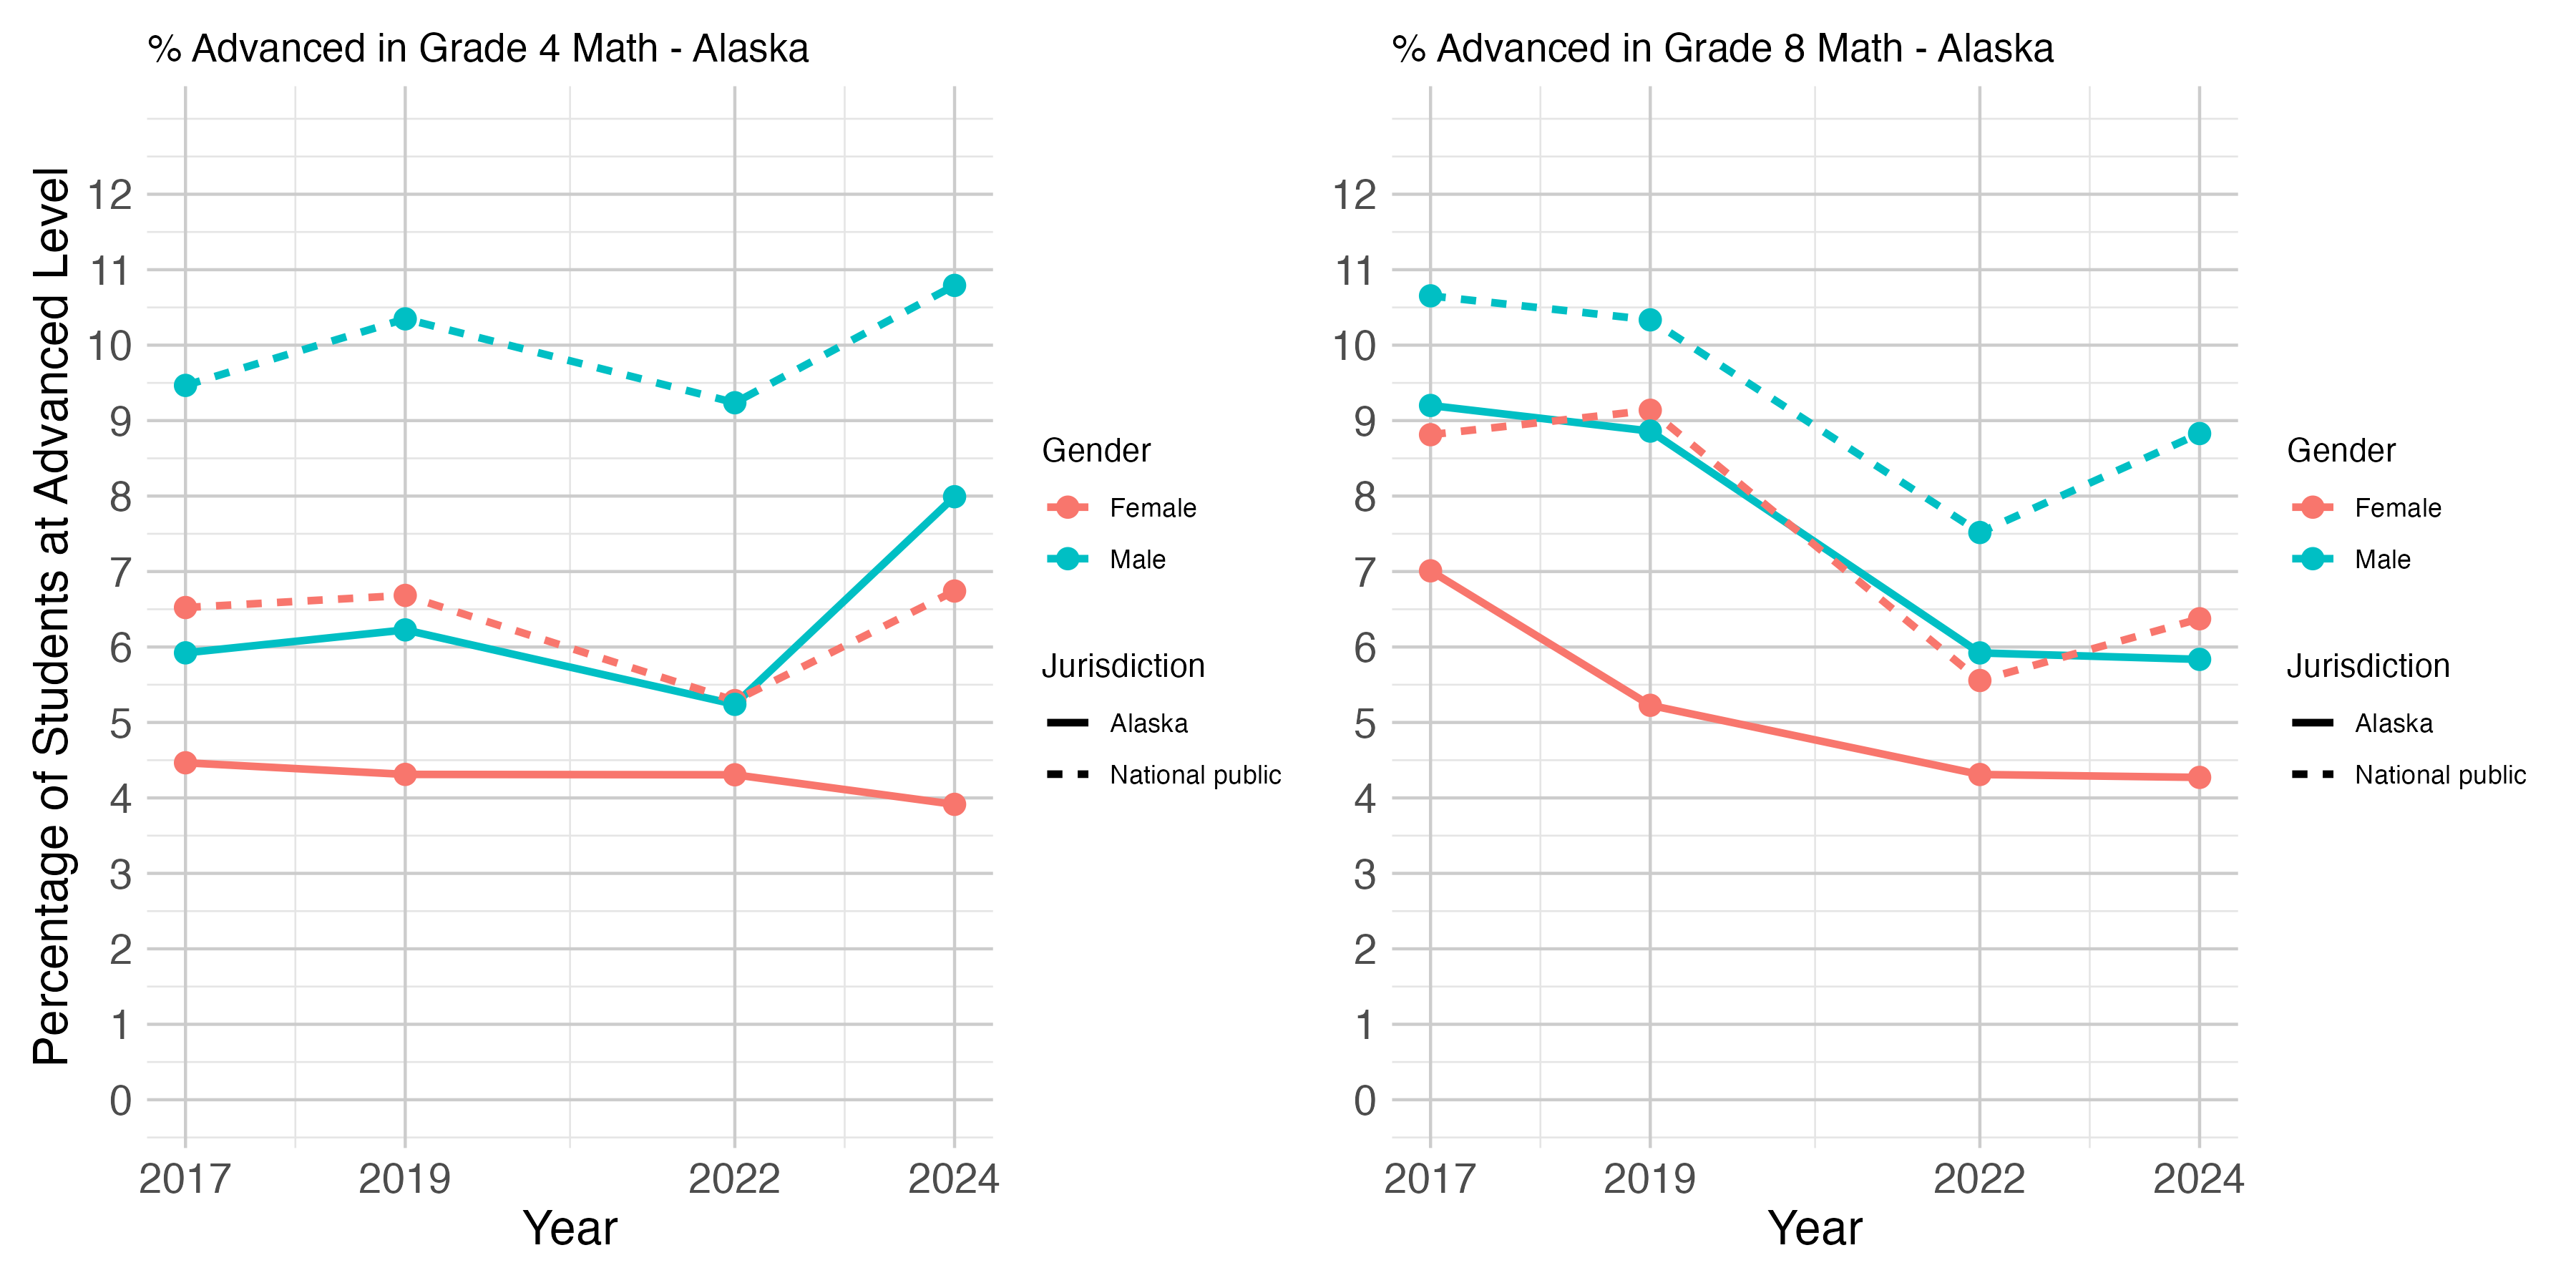 % Advanced in Grade 4 Math - Alaska
Percentage of Students at Advanced Level
12
11
10
9
8
7
6
5
4
3
2
1
0
2017 2019 2022 2024
Year
Gender
Female
Male
Jurisdiction
Alaska
National public
% Advanced in Grade 8 Math - Alaska
12
11
10
9
8
7
6
5
4
3
2
1
0
2017 2019 2022 2024
Year
Gender
Female
Male
Jurisdiction
Alaska
National public